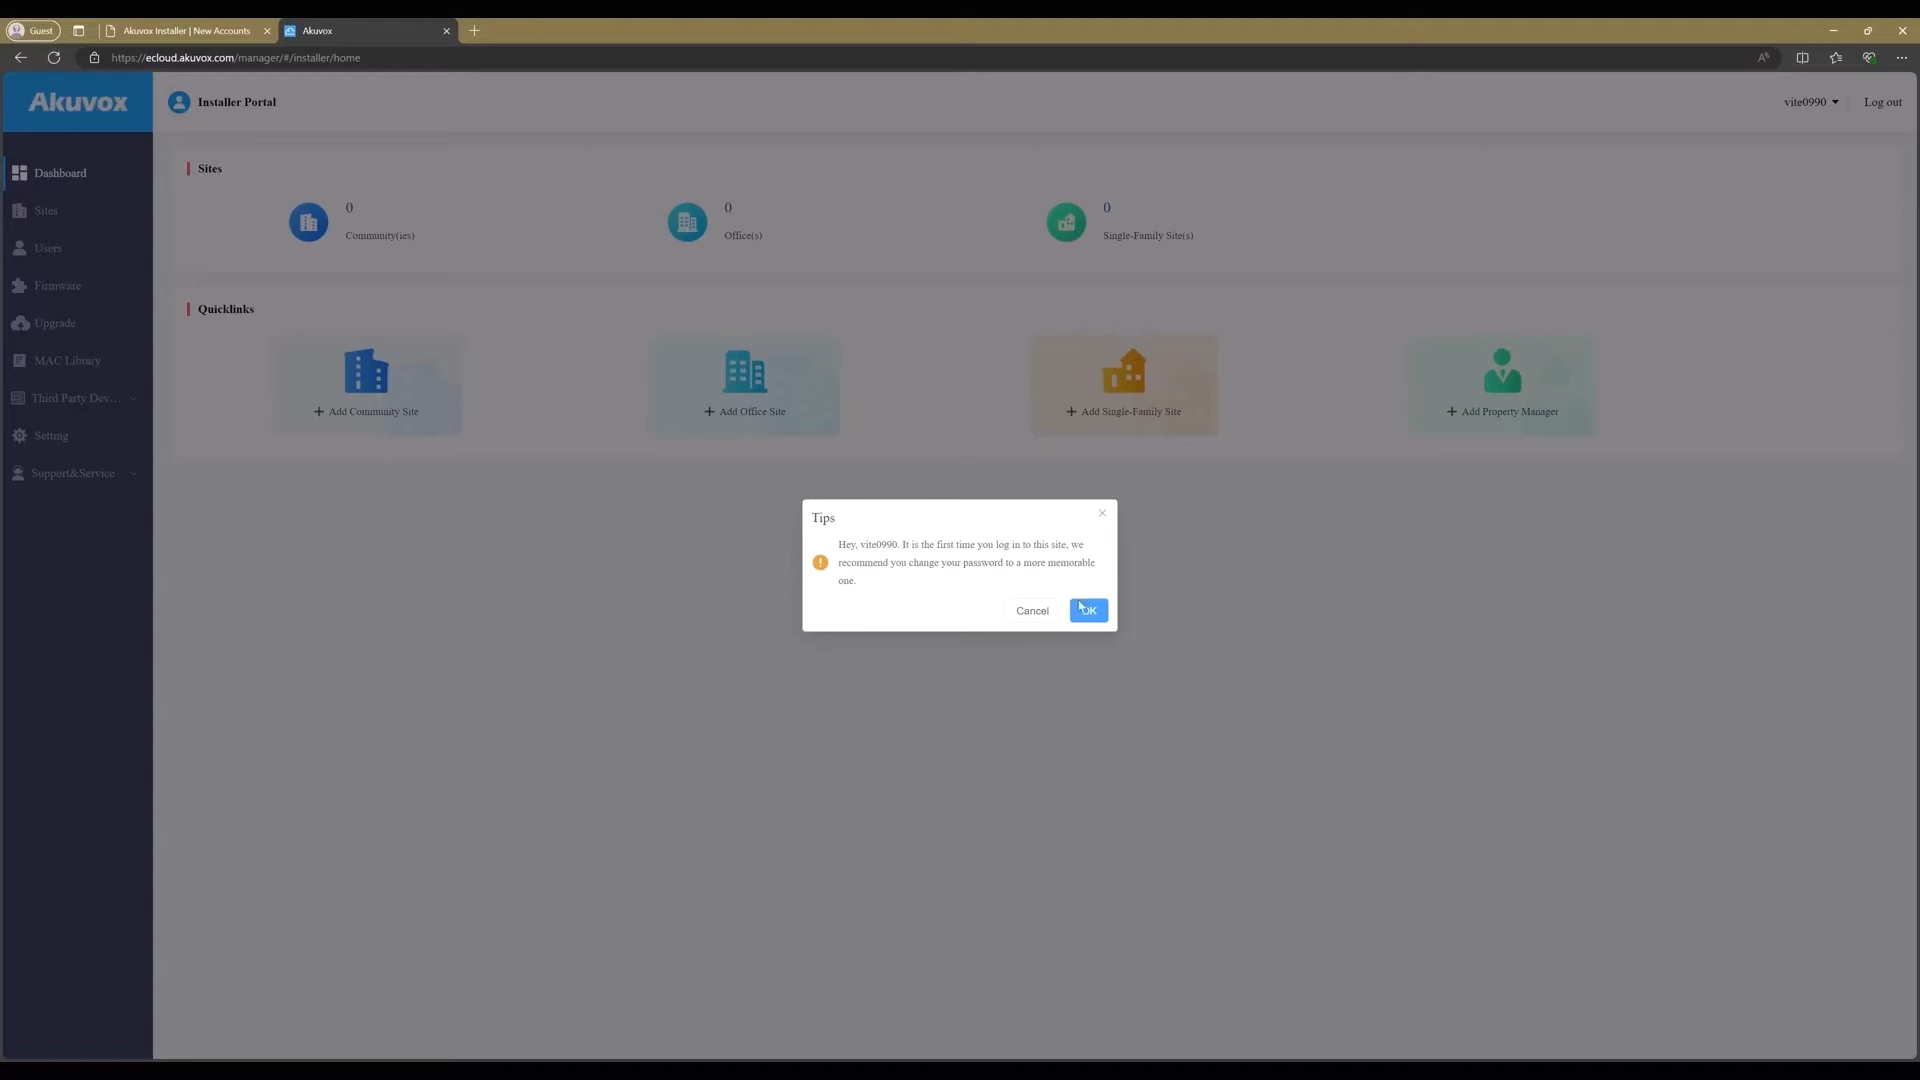 Guest
Akuvox Installer | New Accounts
Akuvox
https://ecloud.akuvox.com/manager/#/installer/home
Akuvox
Installer Portal
vite0990
Log out
Dashboard
Sites
Users
Firmware
Upgrade
MAC Library
Third Party Dev...
Setting
Support&Service
Sites
0
Community(ies)
0
Office(s)
0
Single-Family Site(s)
Quicklinks
+ Add Community Site
+ Add Office Site
+ Add Single-Family Site
+ Add Property Manager
Tips
Hey, vite0990. It is the first time you log in to this site, we
recommend you change your password to a more memorable
one.
Cancel
OK